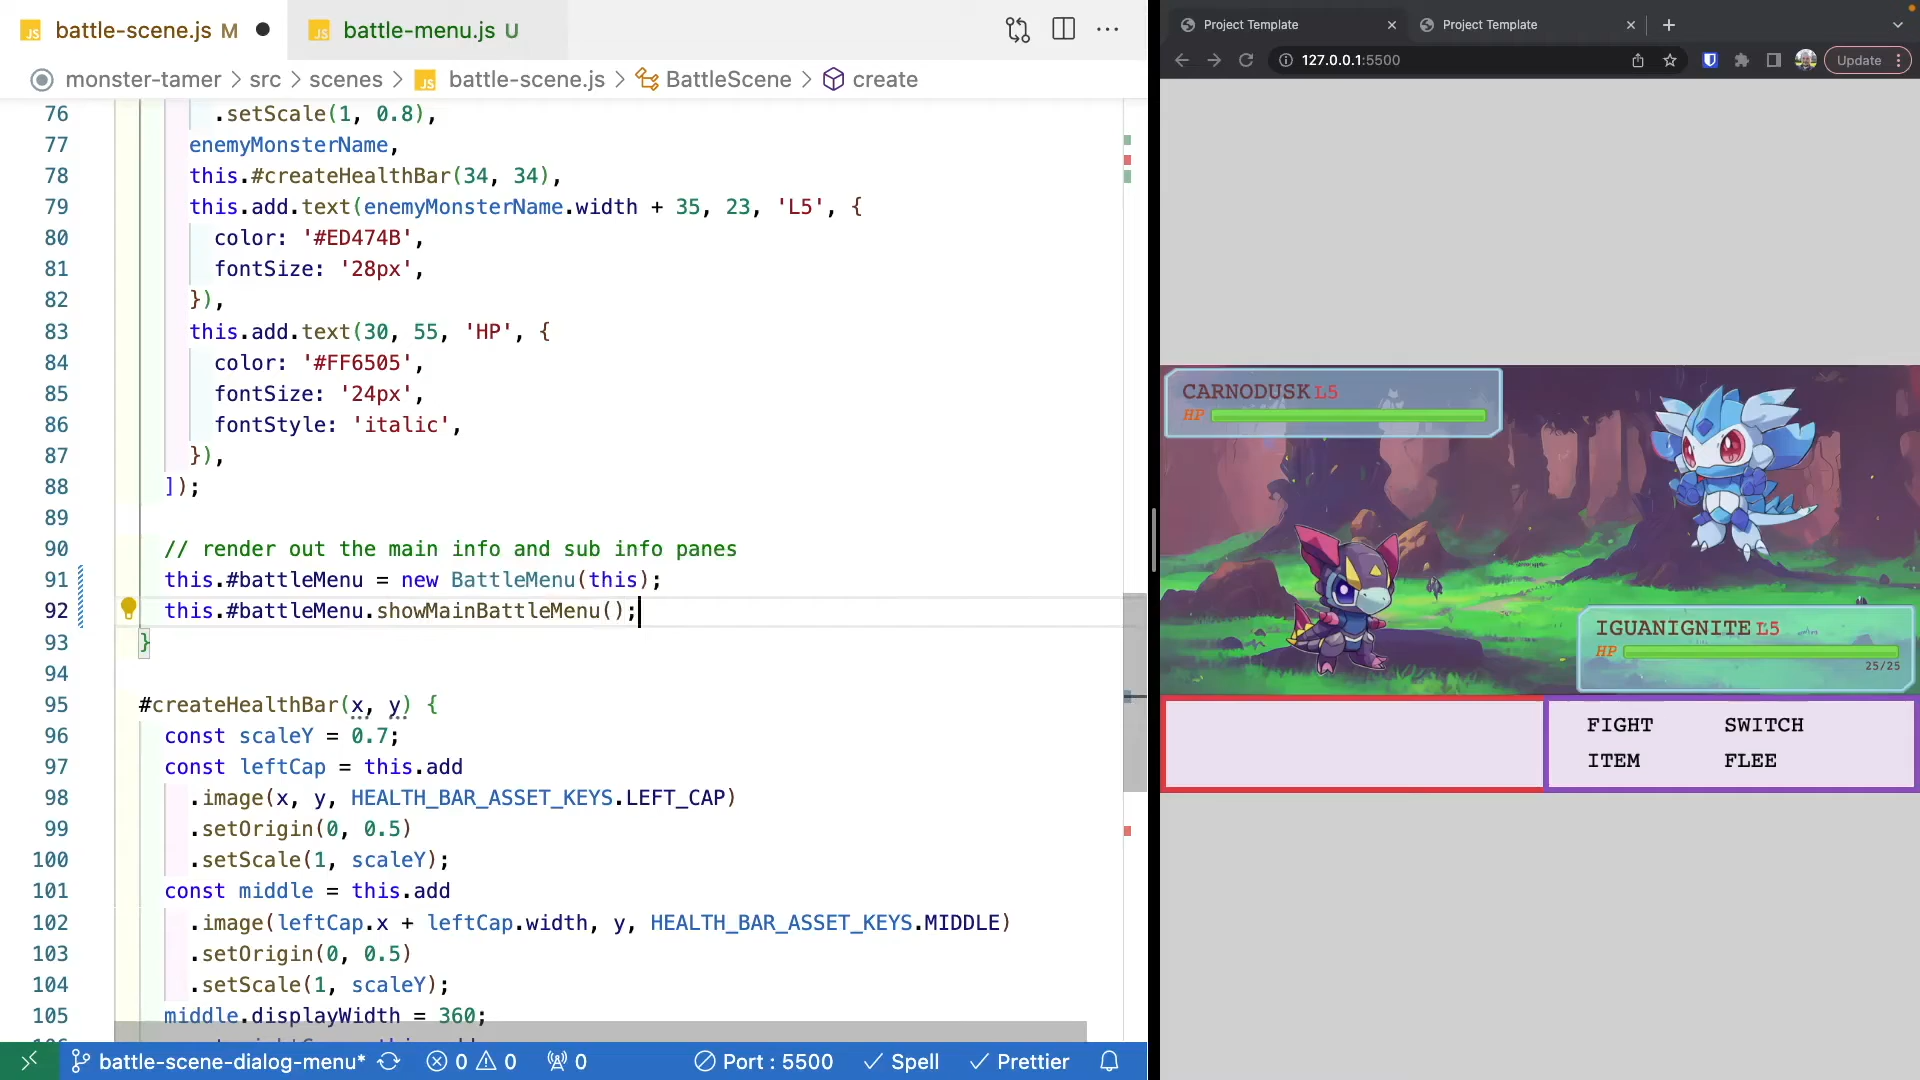 battle-scene.js M
battle-menu.js U
monster-tamer > src > scenes > battle-scene.js > BattleScene > create
76 .setScale(1, 0.8),
77 enemyMonsterName,
78 this.#createHealthBar(34, 34),
79 this.add.text(enemyMonsterName.width + 35, 23, 'L5', {
80 color: '#ED474B',
81 fontSize: '28px',
82 }),
83 this.add.text(30, 55, 'HP', {
84 color: '#FF6505',
85 fontSize: '24px',
86 fontStyle: 'italic',
87 }),
88 ]);
89
90 // render out the main info and sub info panes
91 this.#battleMenu = new BattleMenu(this);
92 this.#battleMenu.showMainBattleMenu();
93 }
94
95 #createHealthBar(x, y) {
96 const scaleY = 0.7;
97 const leftCap = this.add
98 .image(x, y, HEALTH_BAR_ASSET_KEYS.LEFT_CAP)
99 .setOrigin(0, 0.5)
100 .setScale(1, scaleY);
101 const middle = this.add
102 .image(leftCap.x + leftCap.width, y, HEALTH_BAR_ASSET_KEYS.MIDDLE)
103 .setOrigin(0, 0.5)
104 .setScale(1, scaleY);
105 middle.displayWidth = 360;
battle-scene-dialog-menu* 0 0 0 Port : 5500 Spell Prettier
Project Template
Project Template
127.0.0.1:5500
Update
CARNODUSK L5
HP
IGUANIGNITE L5
HP
25/25
FIGHT SWITCH
ITEM FLEE